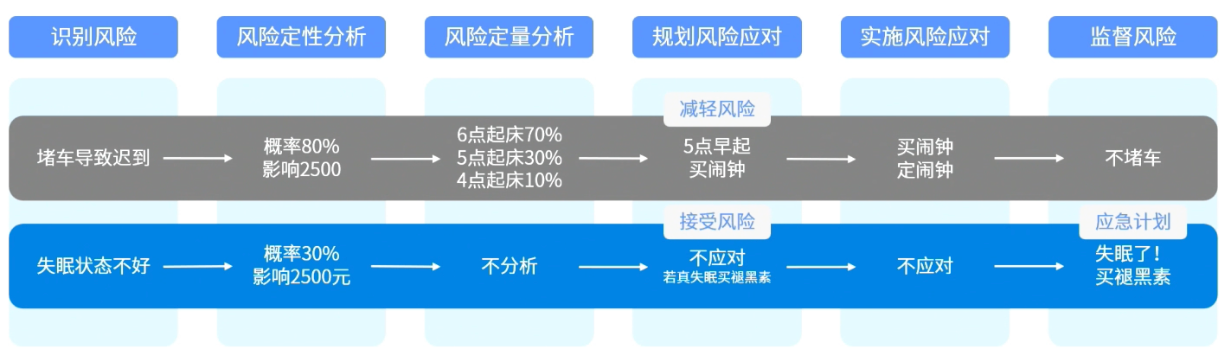 识别风险
风险定性分析
风险定量分析
规划风险应对
实施风险应对
监督风险
减轻风险
堵车导致迟到
概率80%
影响2500
6点起床70%
5点起床30%
4点起床10%
5点早起
买闹钟
买闹钟
定闹钟
不堵车
接受风险
应急计划
失眠状态不好
概率30%
影响2500元
不分析
不应对
若真失眠买褪黑素
不应对
失眠了！
买褪黑素